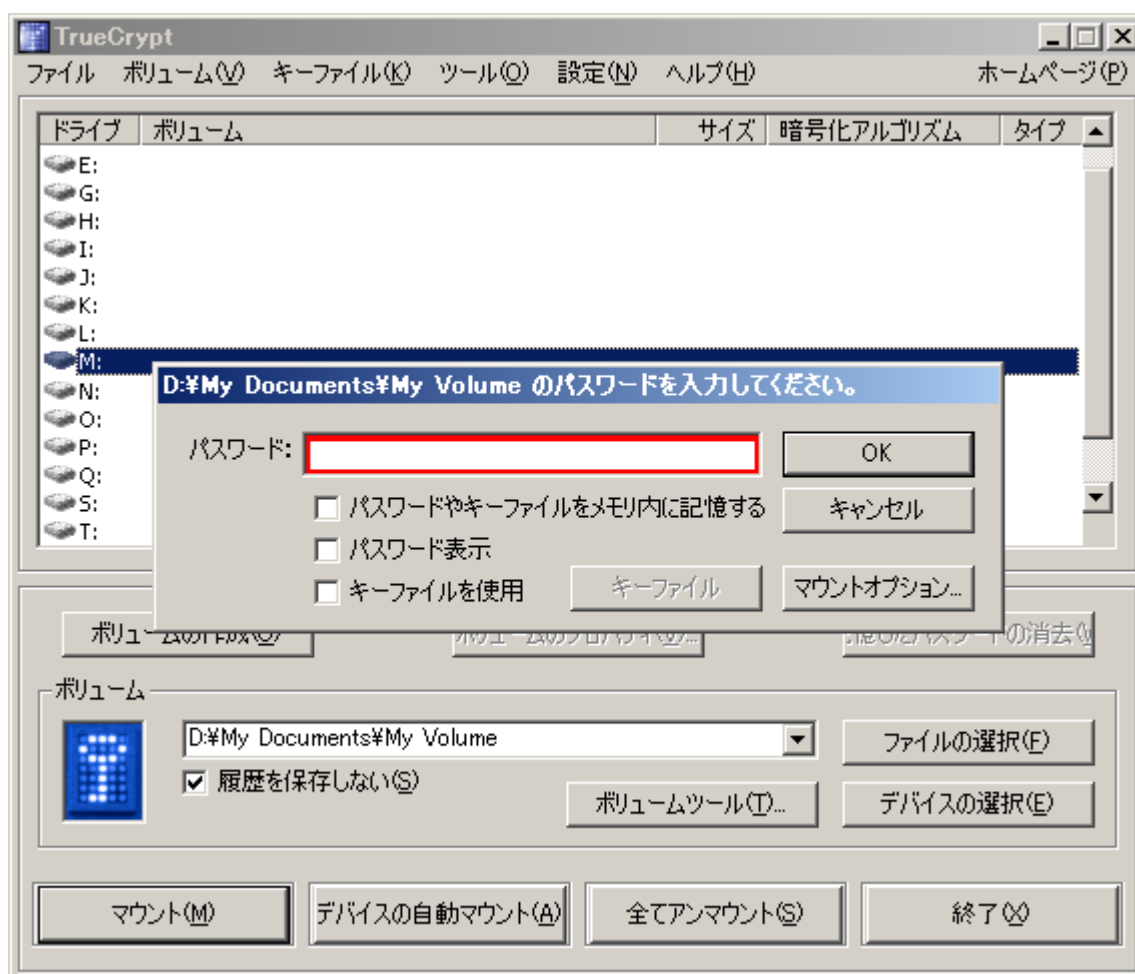 TrueCrypt
ファイル ボリューム(V) キーファイル(K) ツール(O) 設定(N) ヘルプ(H) ホームページ(P)
ドライブ ボリューム サイズ 暗号化アルゴリズム タイプ
E:
G:
H:
I:
J:
K:
L:
M:
N:
O:
P:
Q:
S:
T:
D:¥My Documents¥My Volume のパスワードを入力してください。
パスワード:
OK
パスワードやキーファイルをメモリ内に記憶する
キャンセル
パスワード表示
キーファイルを使用
キーファイル
マウントオプション...
ボリューム
D:¥My Documents¥My Volume
ファイルの選択(F)
履歴を保存しない(S)
ボリュームツール(T)...
デバイスの選択(E)
マウント(M) デバイスの自動マウント(A) 全てアンマウント(S) 終了(X)